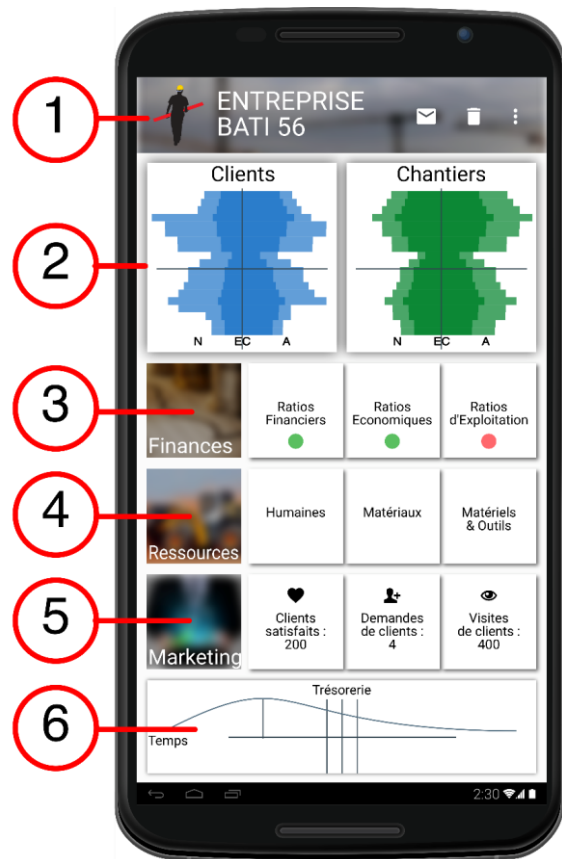 1
ENTREPRISE
BATI 56
2
Clients
N EC A
Chantiers
N EC A
3
Finances
Ratios
Financiers
Ratios
Economiques
Ratios
d'Exploitation
4
Ressources
Humaines
Matériaux
Matériels
& Outils
5
Marketing
Clients
satisfaits :
200
Demandes
de clients :
4
Visites
de clients :
400
6
Trésorerie
Temps
2:30